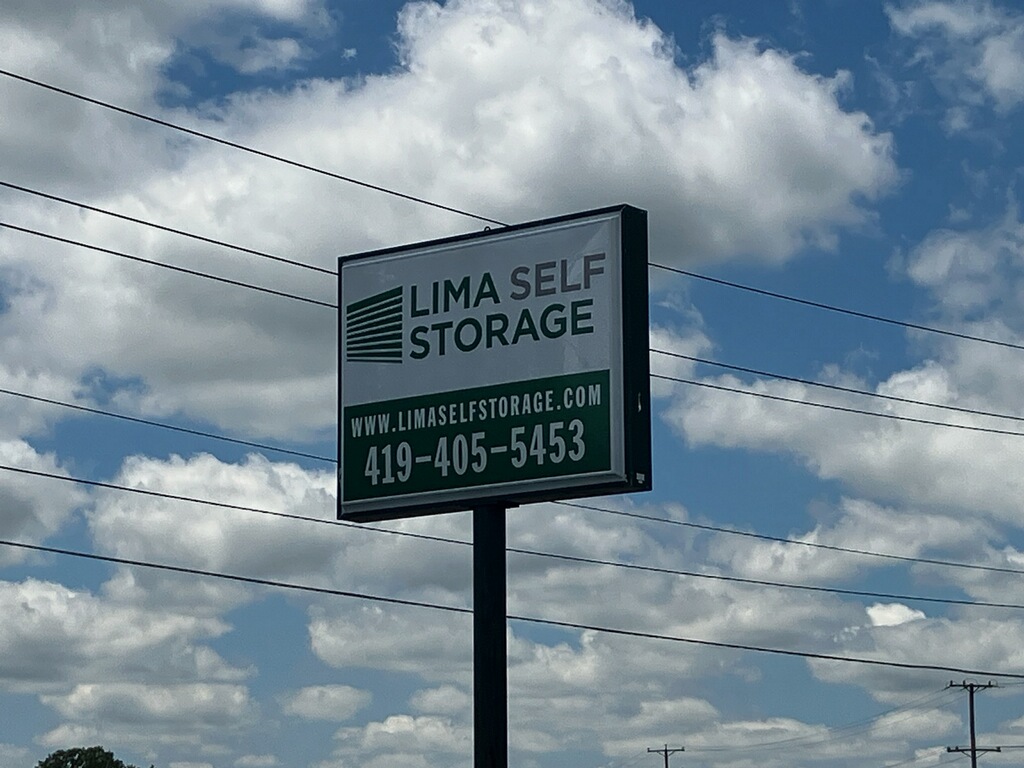 LIMA SELF
STORAGE
WWW.LIMASELFSTORAGE.COM
419-405-5453